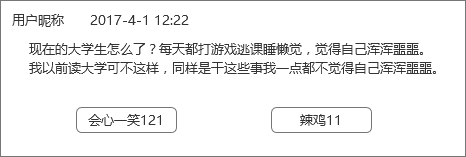 用户昵称 2017-4-1 12:22
现在的大学生怎么了？每天都打游戏逃课睡懒觉，觉得自己浑浑噩噩。
我以前读大学可不这样，同样是干这些事我一点都不觉得自己浑浑噩噩。
会心一笑121 辣鸡11